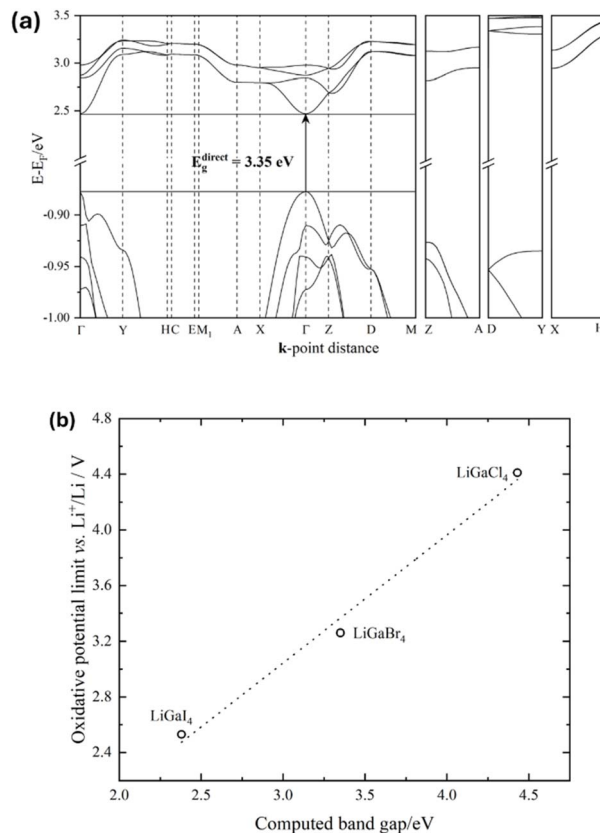 (a)
3.5
3.0
2.5
-0.90
-0.95
-1.00
E-E_F/eV
E_g^direct = 3.35 eV
Γ Y H C E M₁ A X Γ Z D M Z A D Y X
k-point distance
(b)
4.8
4.4
4.0
3.6
3.2
2.8
2.4
Oxidative potential limit vs. Li⁺/Li / V
LiGaCl₄
LiGaBr₄
LiGaI₄
2.0 2.5 3.0 3.5 4.0 4.5
Computed band gap/eV